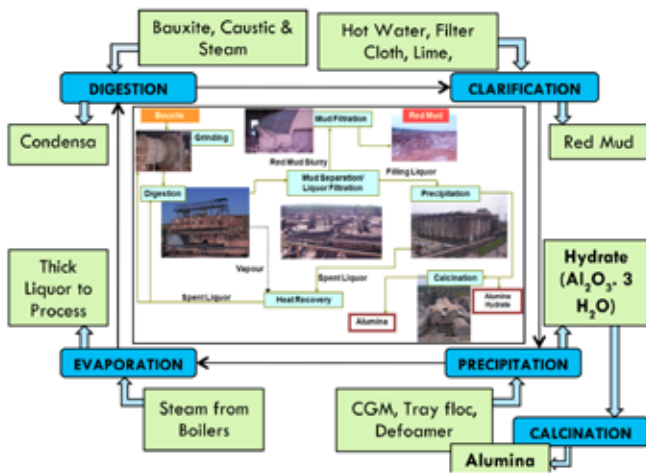 Bauxite, Caustic &
Steam
Hot Water, Filter
Cloth, Lime,
DIGESTION
CLARIFICATION
Condensa
Red Mud
Bauxite
Grinding
Mud Filtration
Red Mud
Red Mud Slurry
Digestion
Mud Separation/
Liquor Filtration
Filling Liquor
Precipitation
Vapour
Spent Liquor
Calcination
Spent Liquor
Heat Recovery
Alumina
Alumina
Hydrate
Thick
Liquor to
Process
Hydrate
(Al₂O₃. 3
H₂O)
EVAPORATION
PRECIPITATION
Steam from
Boilers
CGM, Tray floc,
Defoamer
CALCINATION
Alumina